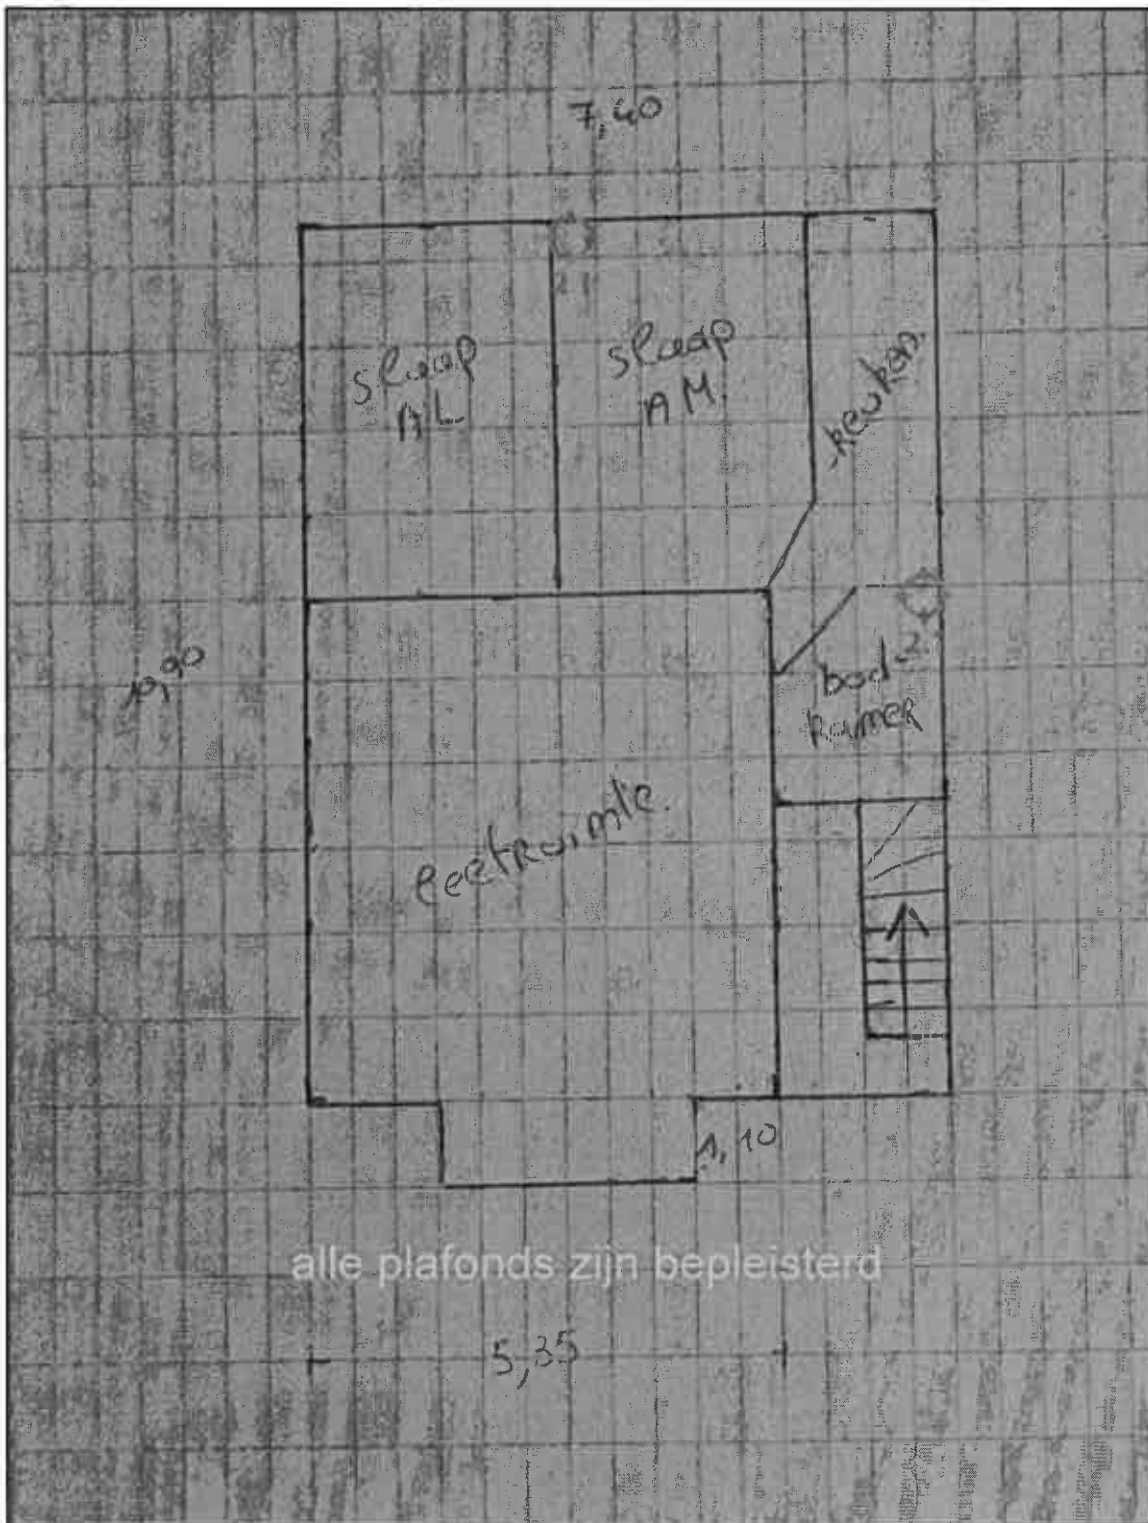 7,40
slaap
AL
slaap
AM.
keuken.
10,90
bad-
kamer
leefruimte.
1,10
alle plafonds zijn bepleisterd
5,35